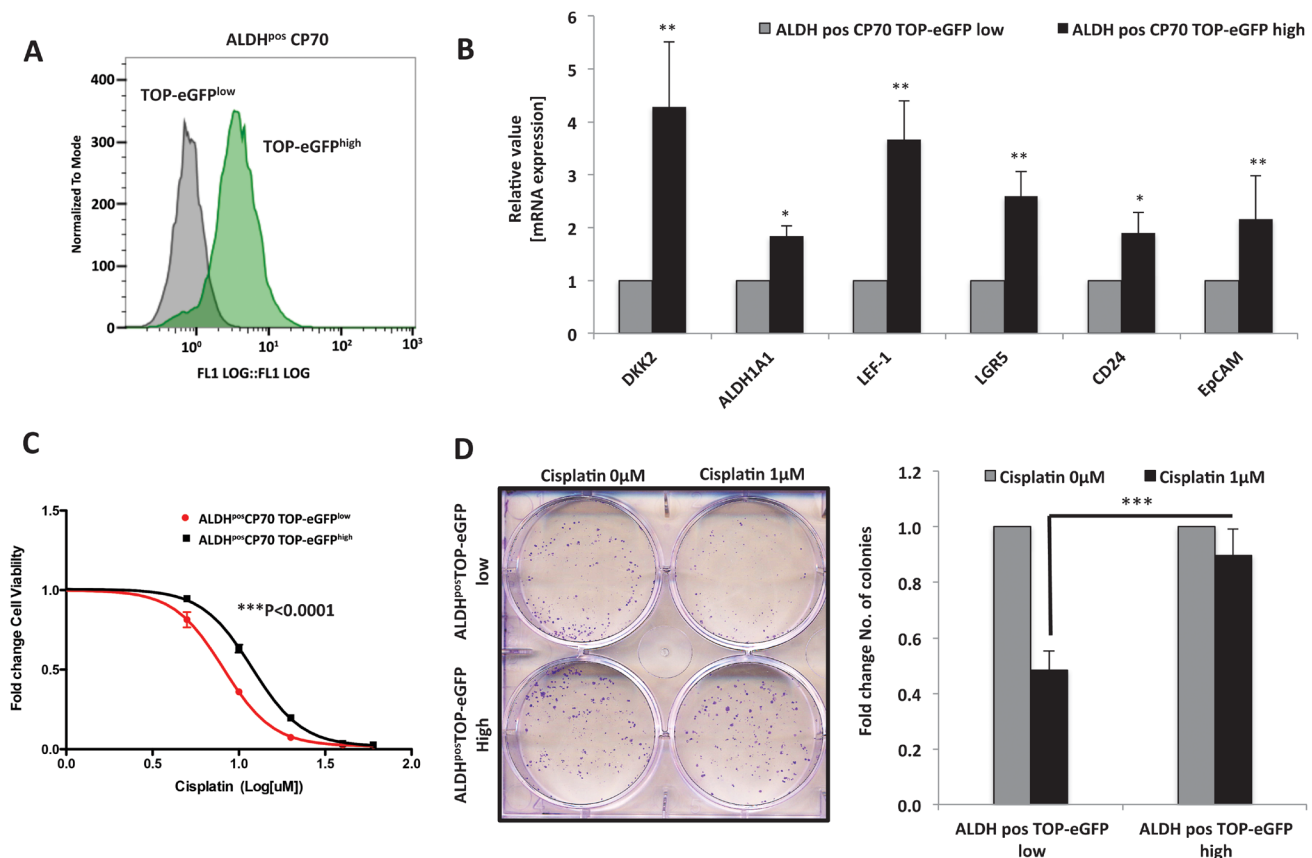 A
ALDHᵖᵒˢ CP70
TOP-eGFPˡᵒʷ
TOP-eGFPʰⁱᵍʰ
Normalized To Mode
400
300
200
100
0
10⁰ 10¹ 10² 10³
FL1 LOG::FL1 LOG
B
ALDH pos CP70 TOP-eGFP low ALDH pos CP70 TOP-eGFP high
Relative value
[mRNA expression]
6
5
4
3
2
1
0
** * ** ** * **
DKK2 ALDH1A1 LEF-1 LGR5 CD24 EpCAM
C
ALDHᵖᵒˢCP70 TOP-eGFPˡᵒʷ
ALDHᵖᵒˢCP70 TOP-eGFPʰⁱᵍʰ
***P<0.0001
Fold change Cell Viability
1.5
1.0
0.5
0.0
0.0 0.5 1.0 1.5 2.0
Cisplatin (Log[uM])
D
Cisplatin 0µM Cisplatin 1µM
ALDHᵖᵒˢTOP-eGFP
low
ALDHᵖᵒˢTOP-eGFP
High
Cisplatin 0µM Cisplatin 1µM
***
Fold change No. of colonies
1.2
1.0
0.8
0.6
0.4
0.2
0.0
ALDH pos TOP-eGFP
low
ALDH pos TOP-eGFP
high